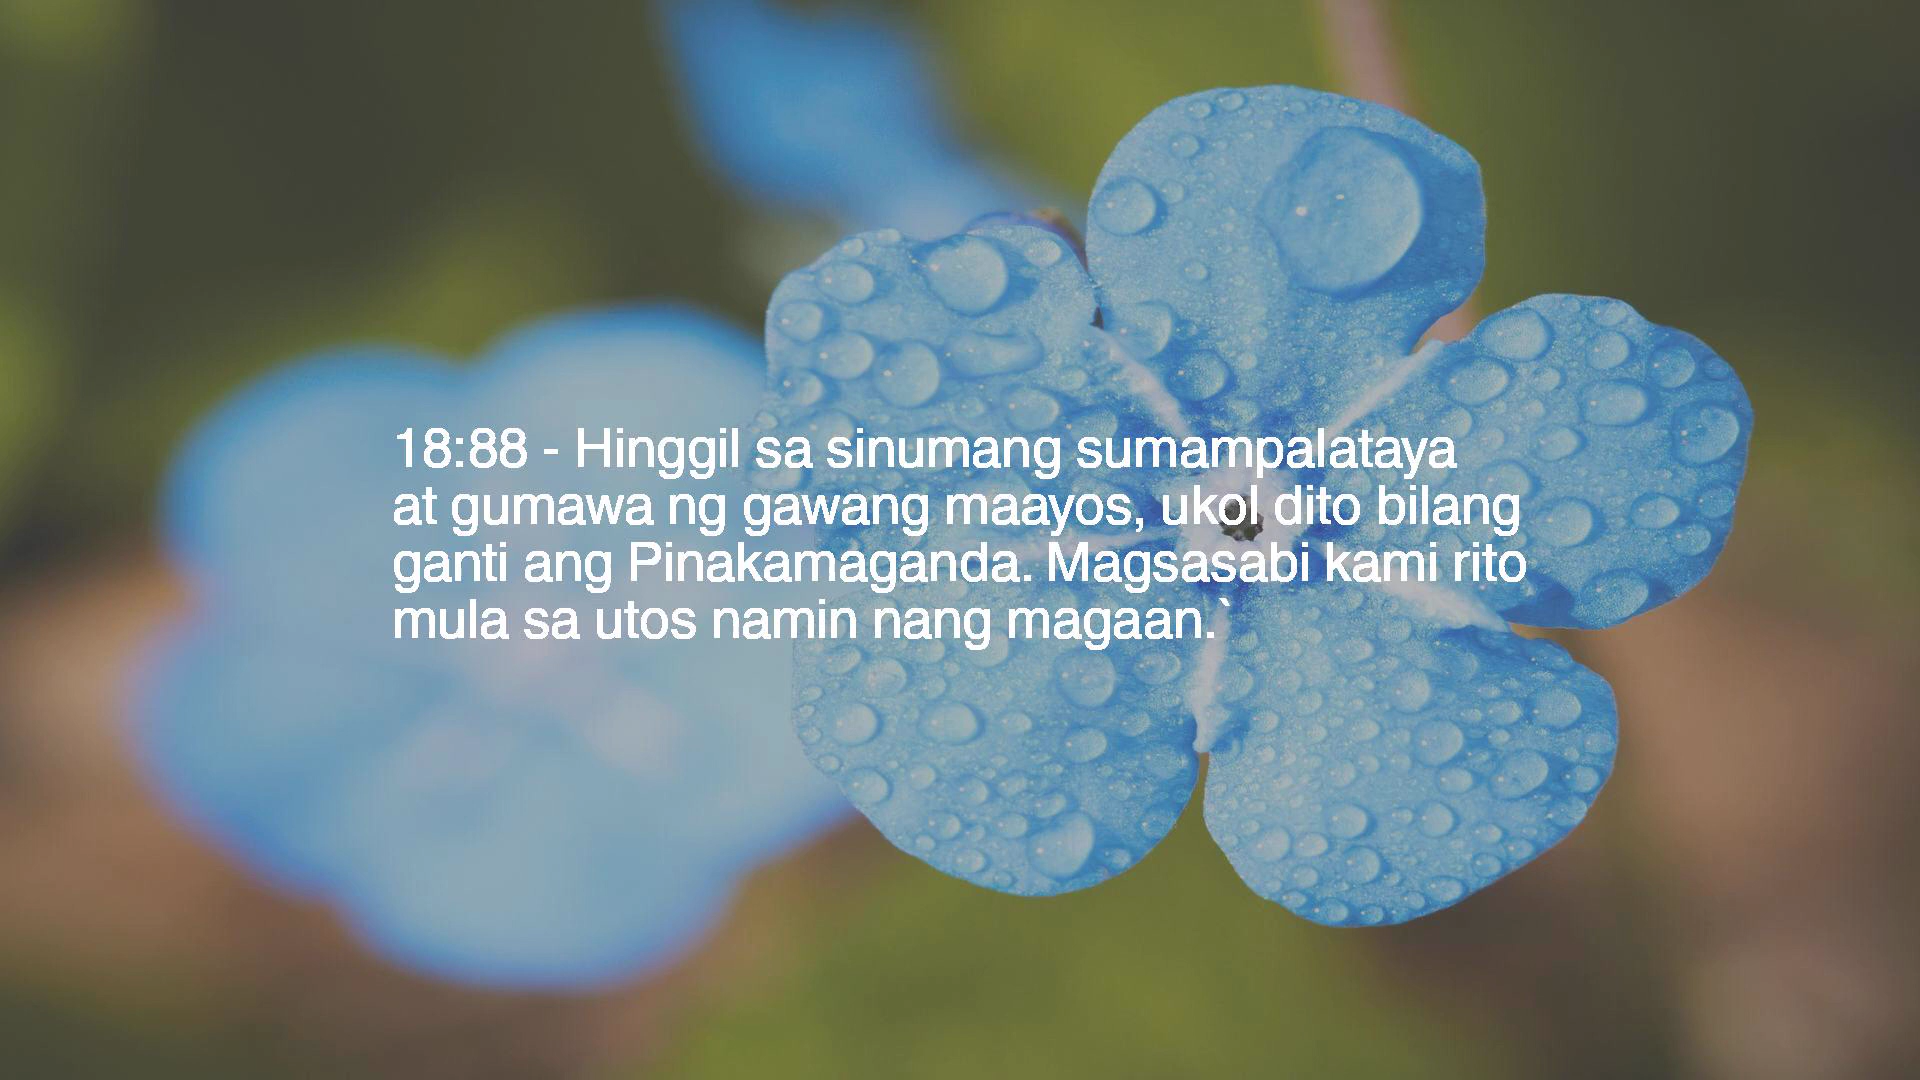 18:88 - Hinggil sa sinumang sumampalataya
at gumawa ng gawang maayos, ukol dito bilang
ganti ang Pinakamaganda. Magsasabi kami rito
mula sa utos namin nang magaan.`